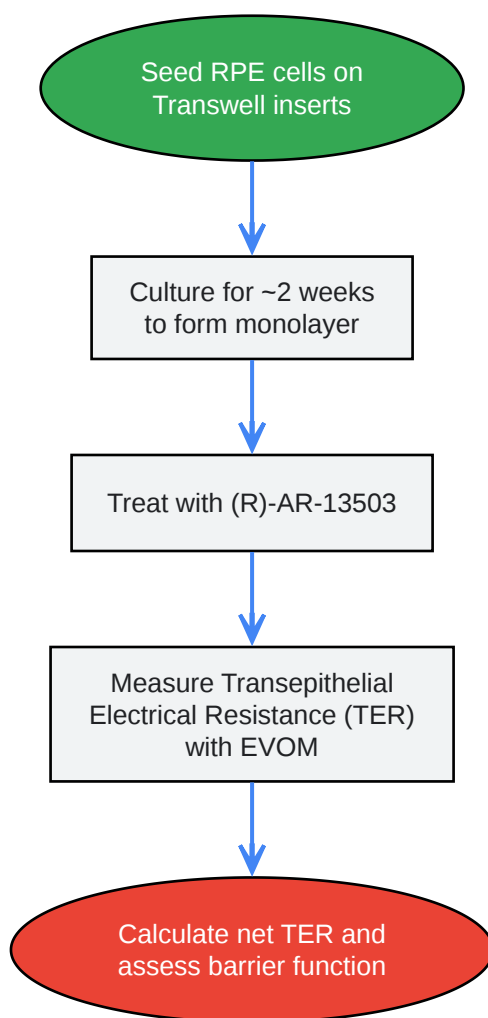 Seed RPE cells on
Transwell inserts
Culture for ~2 weeks
to form monolayer
Treat with (R)-AR-13503
Measure Transepithelial
Electrical Resistance (TER)
with EVOM
Calculate net TER and
assess barrier function